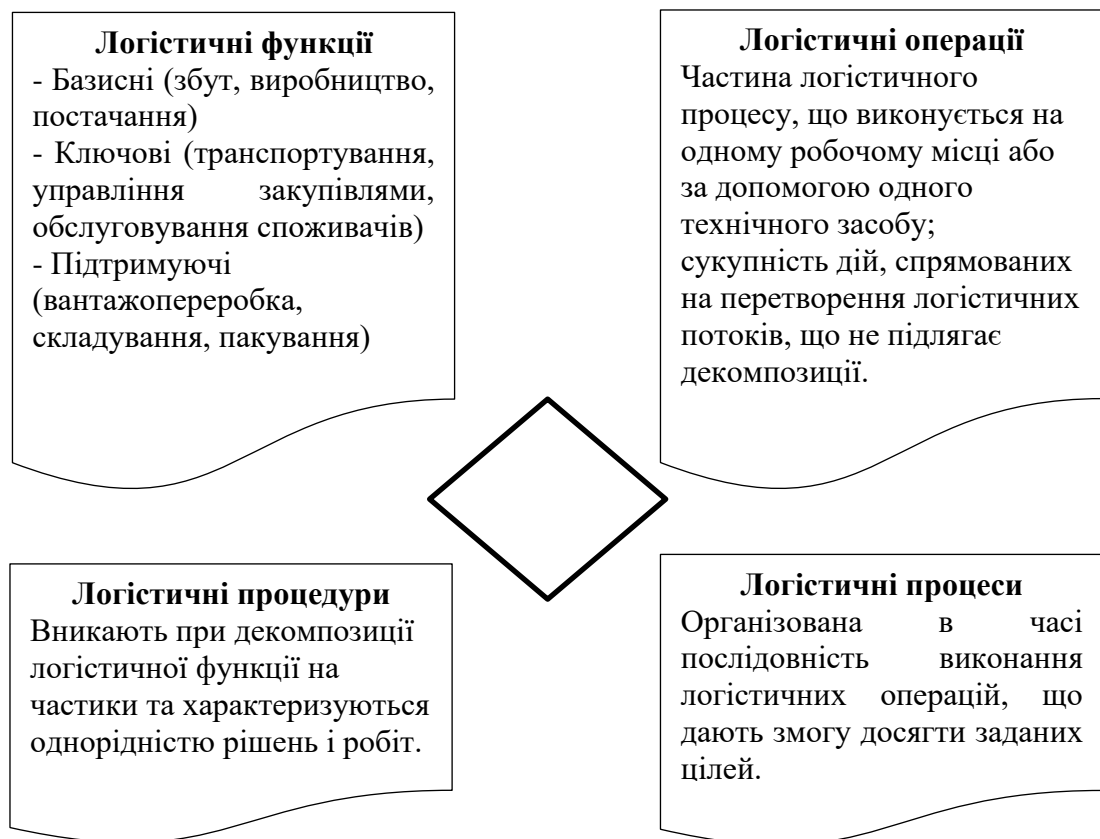 Логістичні функції
- Базисні (збут, виробництво,
постачання)
- Ключові (транспортування,
управління закупівлями,
обслуговування споживачів)
- Підтримуючі
(вантажопереробка,
складування, пакування)
Логістичні операції
Частина логістичного
процесу, що виконується на
одному робочому місці або
за допомогою одного
технічного засобу;
сукупність дій, спрямованих
на перетворення логістичних
потоків, що не підлягає
декомпозиції.
Логістичні процедури
Вникають при декомпозиції
логістичної функції на
частики та характеризуються
однорідністю рішень і робіт.
Логістичні процеси
Організована в часі
послідовність виконання
логістичних операцій, що
дають змогу досягти заданих
цілей.